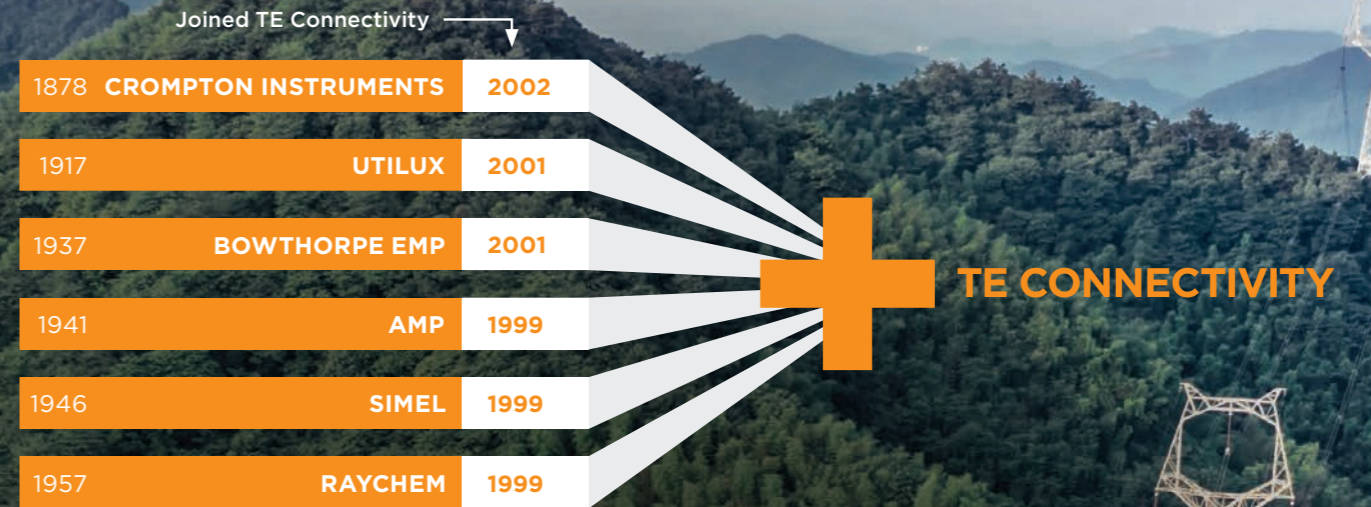 Joined TE Connectivity
1878 CROMPTON INSTRUMENTS 2002
1917 UTILUX 2001
1937 BOWTHORPE EMP 2001
TE CONNECTIVITY
1941 AMP 1999
1946 SIMEL 1999
1957 RAYCHEM 1999